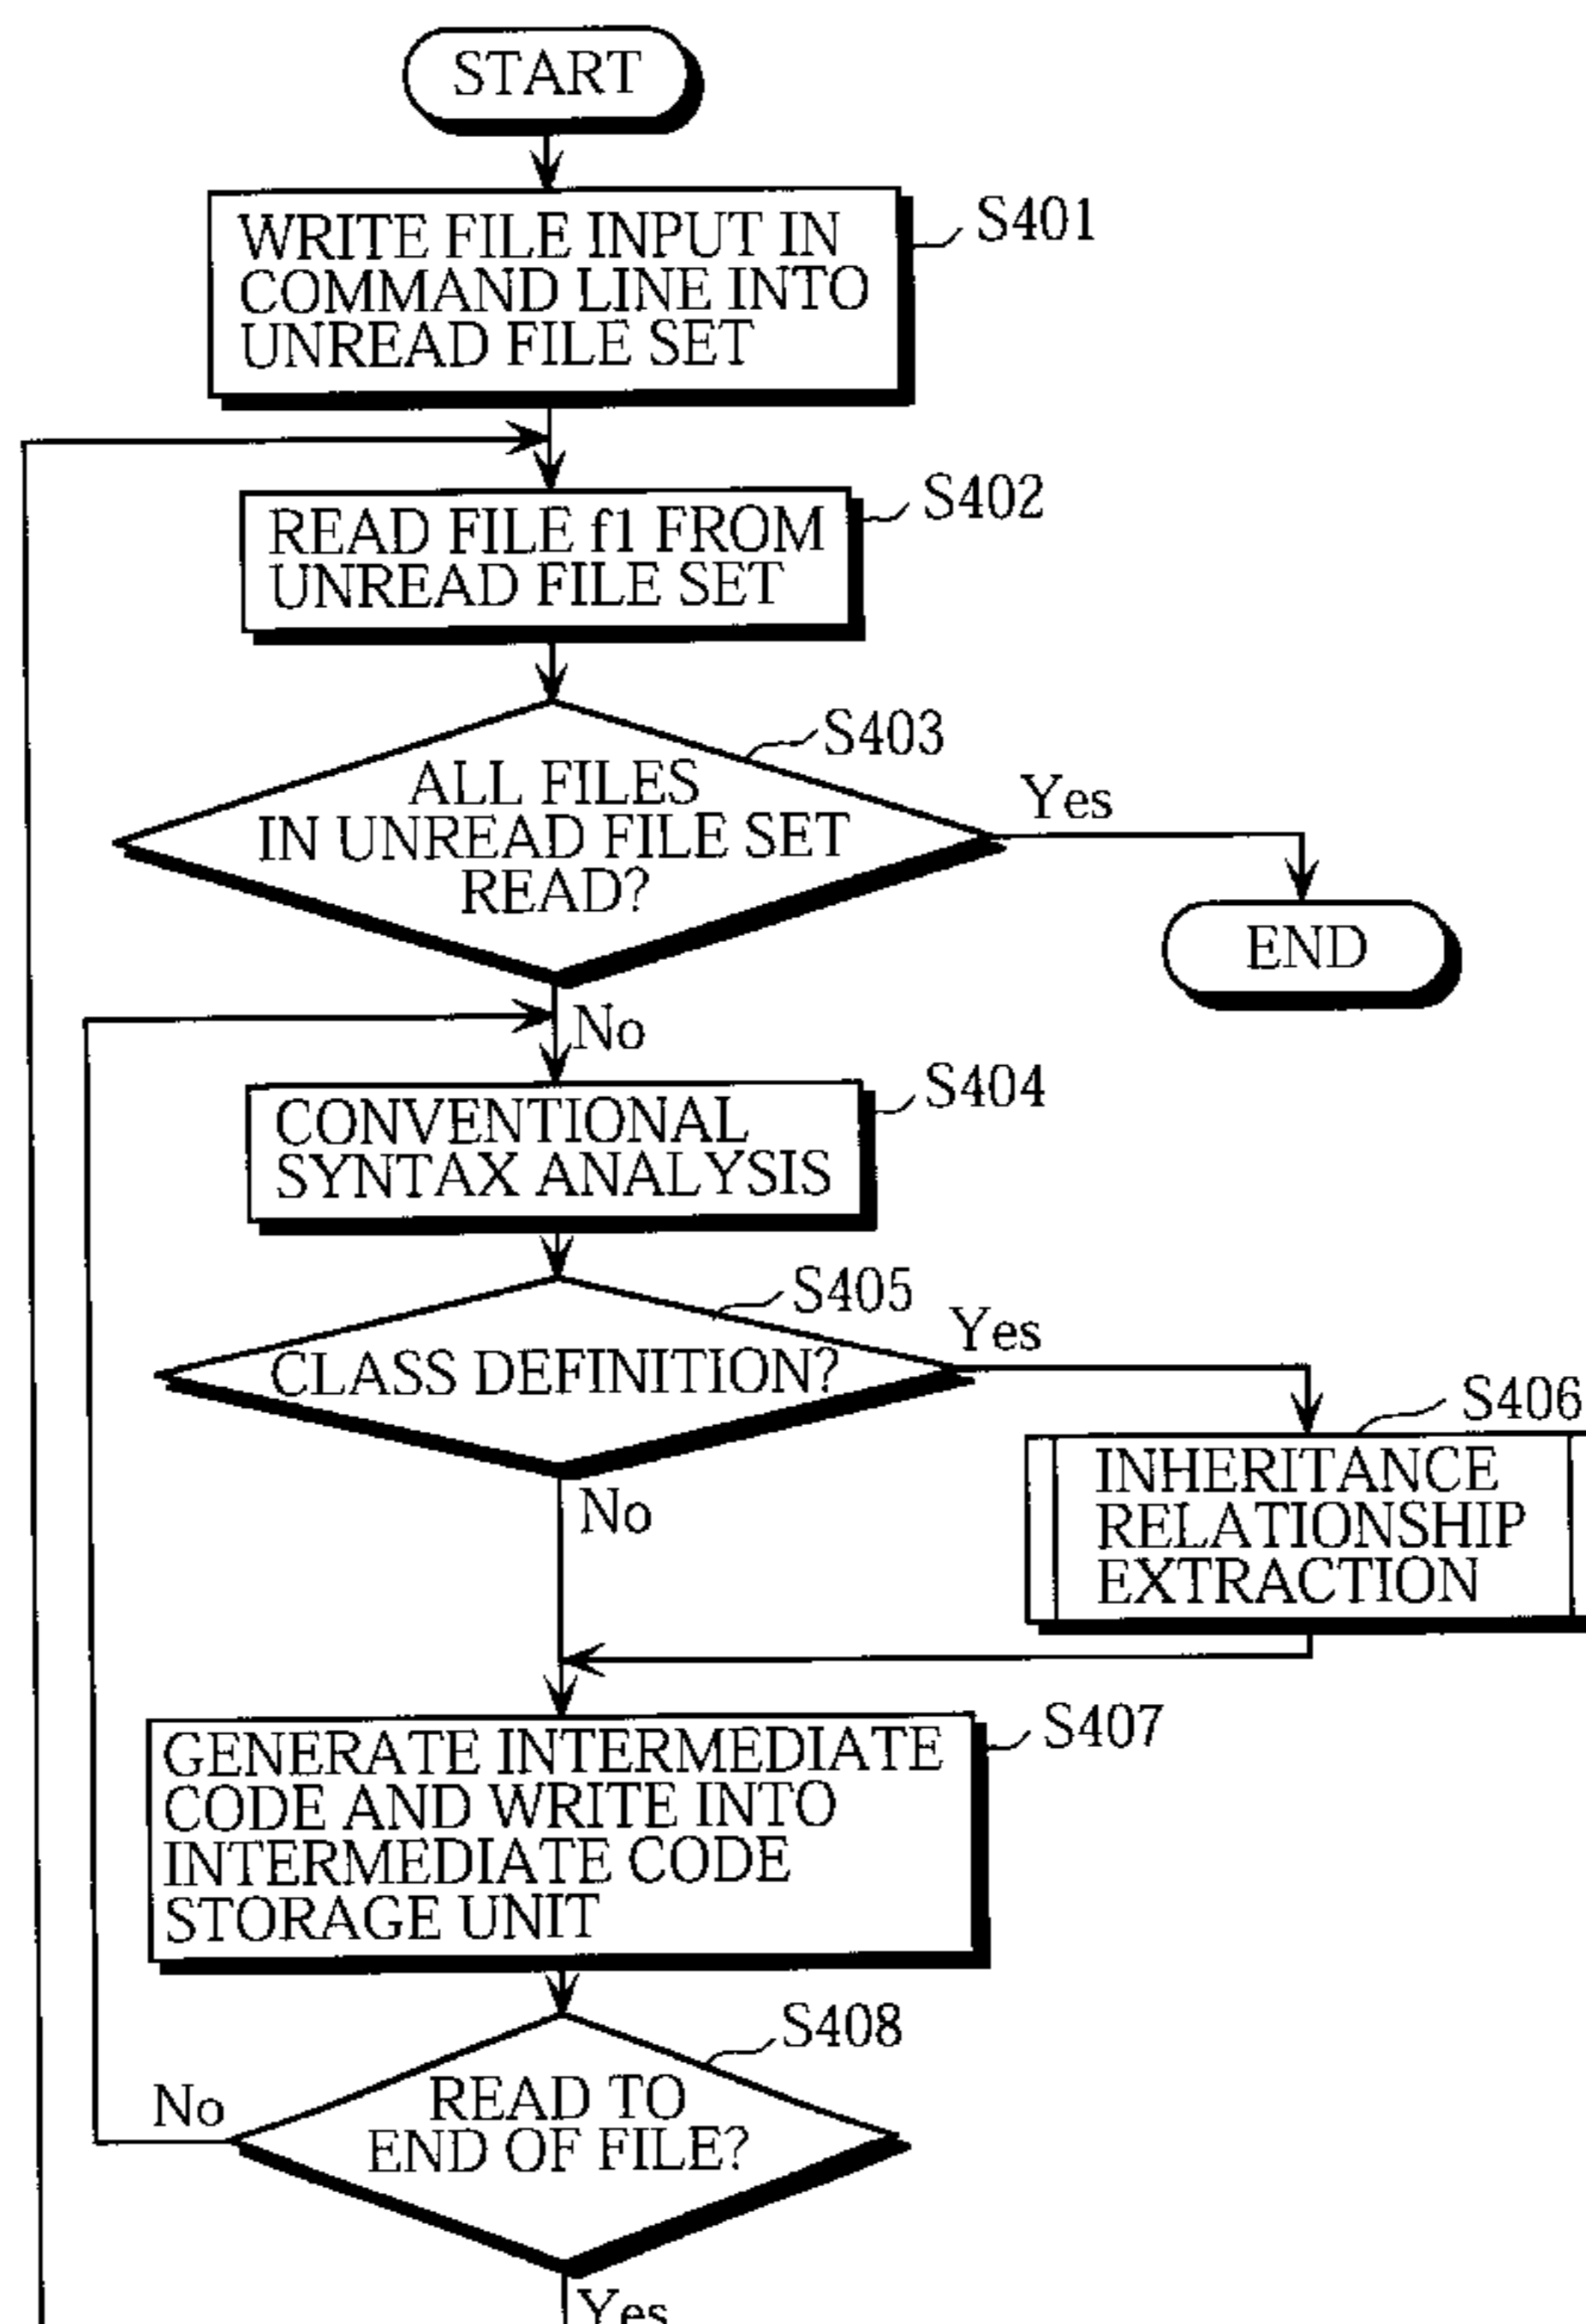 START
WRITE FILE INPUT IN
COMMAND LINE INTO
UNREAD FILE SET
S401
READ FILE f1 FROM
UNREAD FILE SET
S402
ALL FILES
IN UNREAD FILE SET
READ?
S403
Yes
END
No
CONVENTIONAL
SYNTAX ANALYSIS
S404
CLASS DEFINITION?
S405
Yes
S406
INHERITANCE
RELATIONSHIP
EXTRACTION
No
GENERATE INTERMEDIATE
CODE AND WRITE INTO
INTERMEDIATE CODE
STORAGE UNIT
S407
READ TO
END OF FILE?
S408
No
Yes